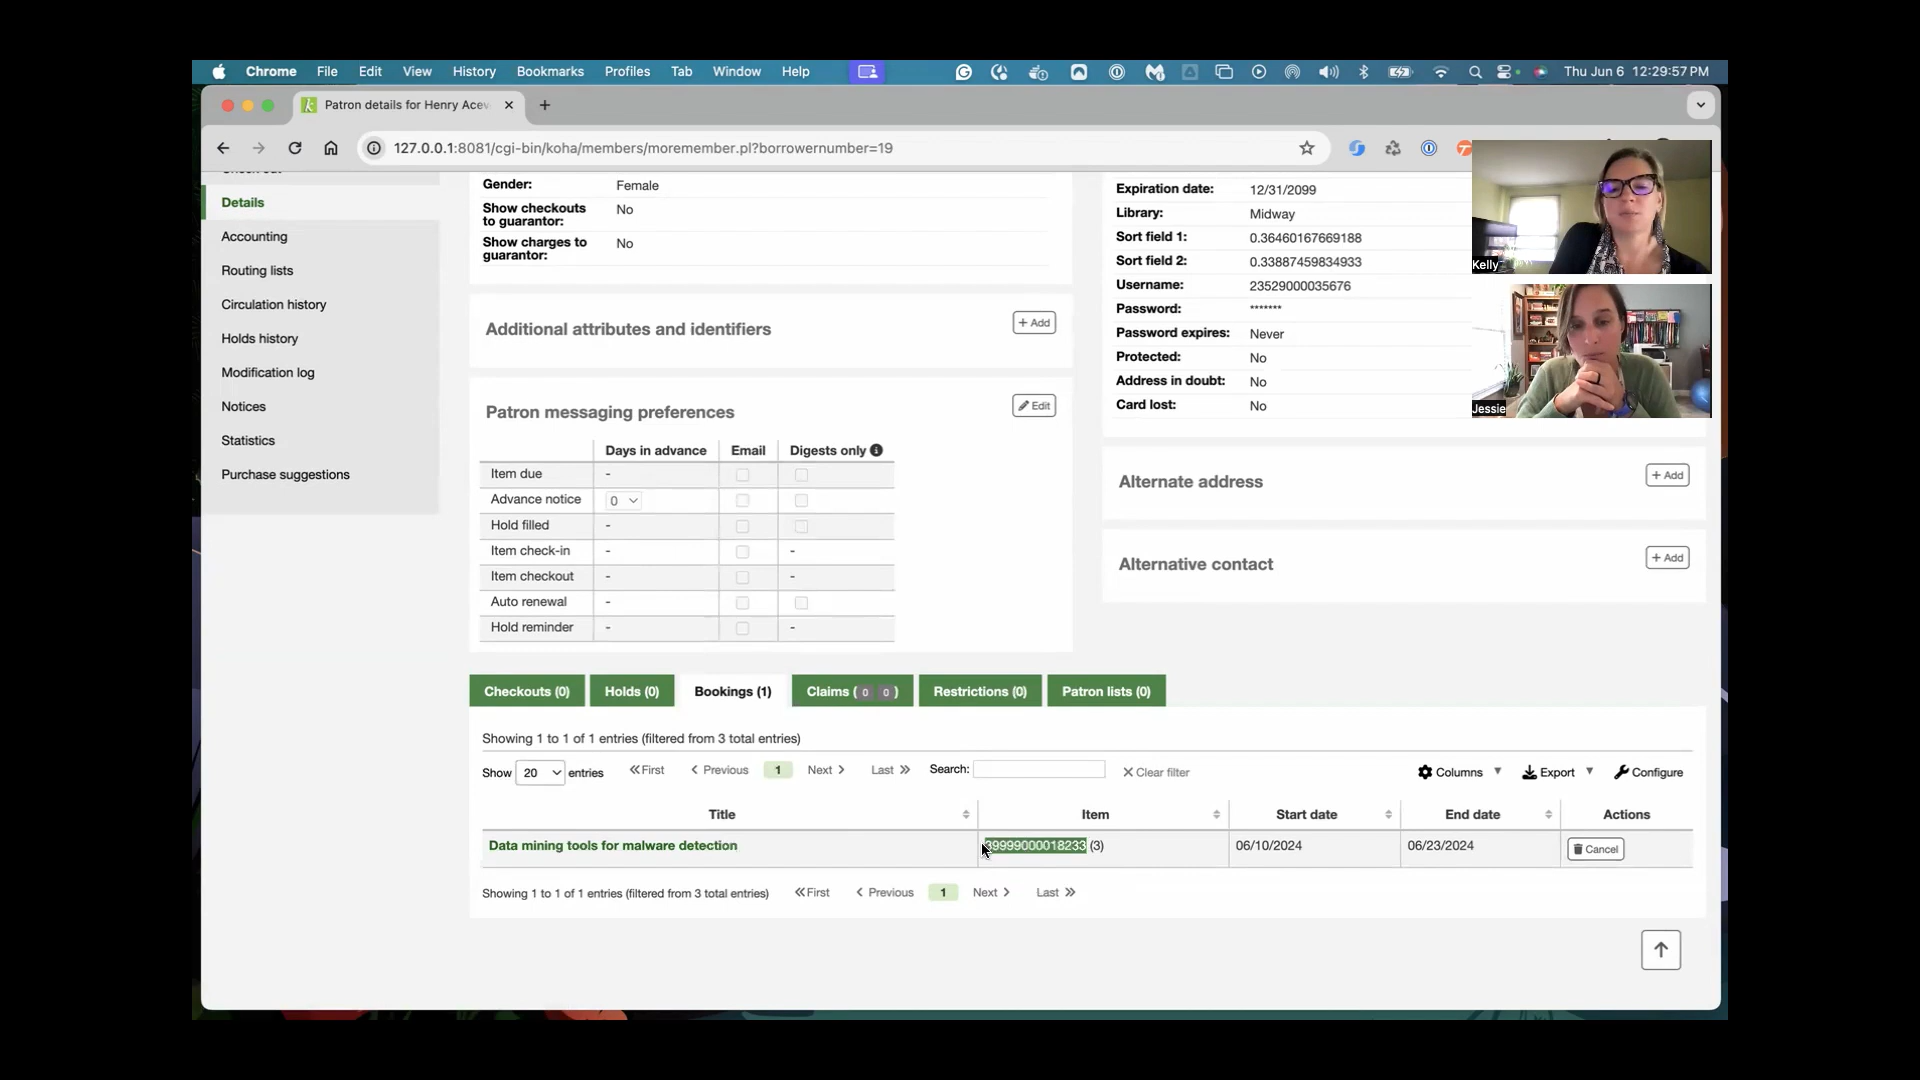 Chrome File Edit View History Bookmarks Profiles Tab Window Help Thu Jun 6 12:29:57 PM
Patron details for Henry Acev
127.0.0.1:8081/cgi-bin/koha/members/moremember.pl?borrowernumber=19
Details
Accounting
Routing lists
Circulation history
Holds history
Modification log
Notices
Statistics
Purchase suggestions
Gender: Female
Show checkouts
to guarantor: No
Show charges to
guarantor: No
Additional attributes and identifiers
+ Add
Patron messaging preferences
Edit
Days in advance Email Digests only
Item due -
Advance notice 0
Hold filled -
Item check-in - -
Item checkout - -
Auto renewal -
Hold reminder - -
Expiration date: 12/31/2099
Library: Midway
Sort field 1: 0.36460167669188
Sort field 2: 0.33887459834933
Username: 23529000035676
Password: *******
Password expires: Never
Protected: No
Address in doubt: No
Card lost: No
Kelly
Jessie
Alternate address
+ Add
Alternative contact
+ Add
Checkouts (0) Holds (0) Bookings (1) Claims ( 0 0 ) Restrictions (0) Patron lists (0)
Showing 1 to 1 of 1 entries (filtered from 3 total entries)
Show 20 entries First Previous 1 Next Last Search: Clear filter Columns Export Configure
Title Item Start date End date Actions
Data mining tools for malware detection 39999000018233 (3) 06/10/2024 06/23/2024 Cancel
Showing 1 to 1 of 1 entries (filtered from 3 total entries) First Previous 1 Next Last